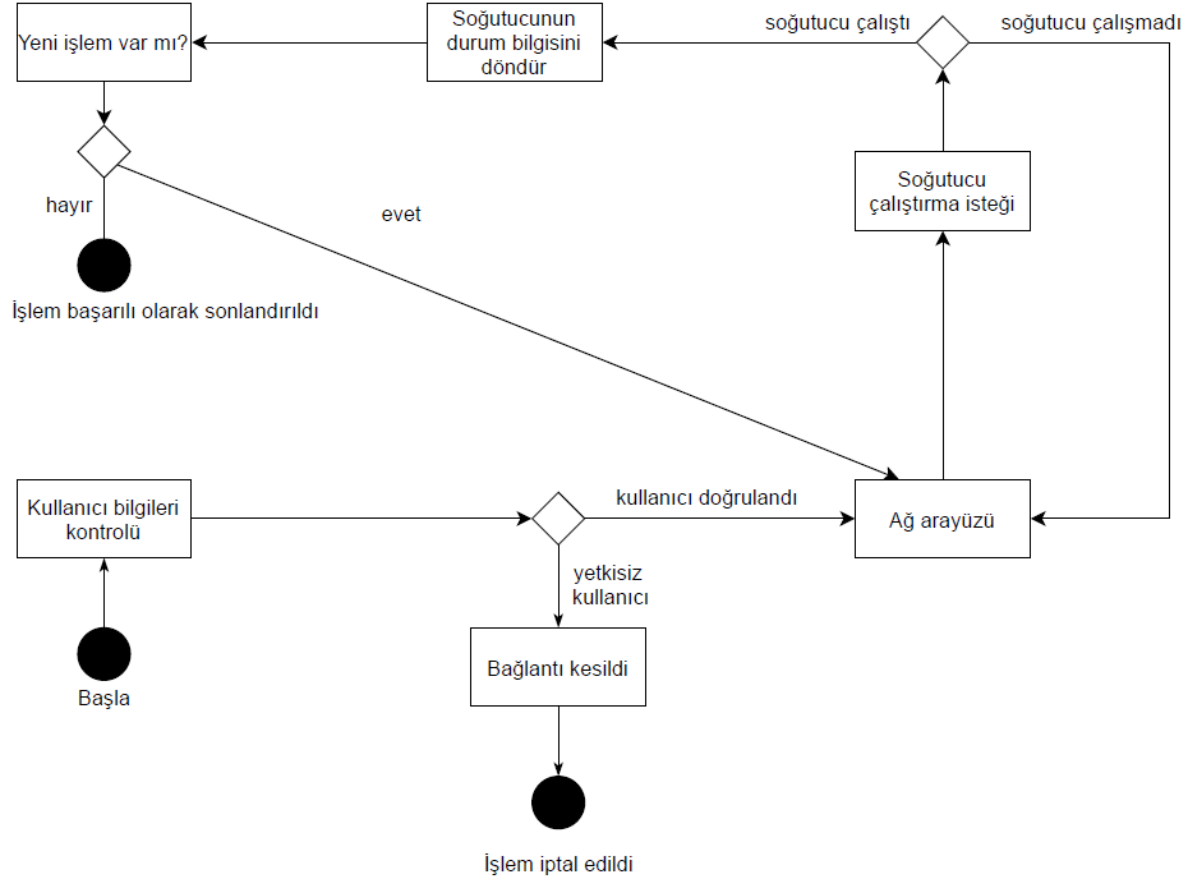 Yeni işlem var mı?
Soğutucunun
durum bilgisini
döndür
soğutucu çalıştı
soğutucu çalışmadı
Soğutucu
çalıştırma isteği
hayır
evet
İşlem başarılı olarak sonlandırıldı
Kullanıcı bilgileri
kontrolü
kullanıcı doğrulandı
Ağ arayüzü
yetkisiz
kullanıcı
Bağlantı kesildi
Başla
İşlem iptal edildi